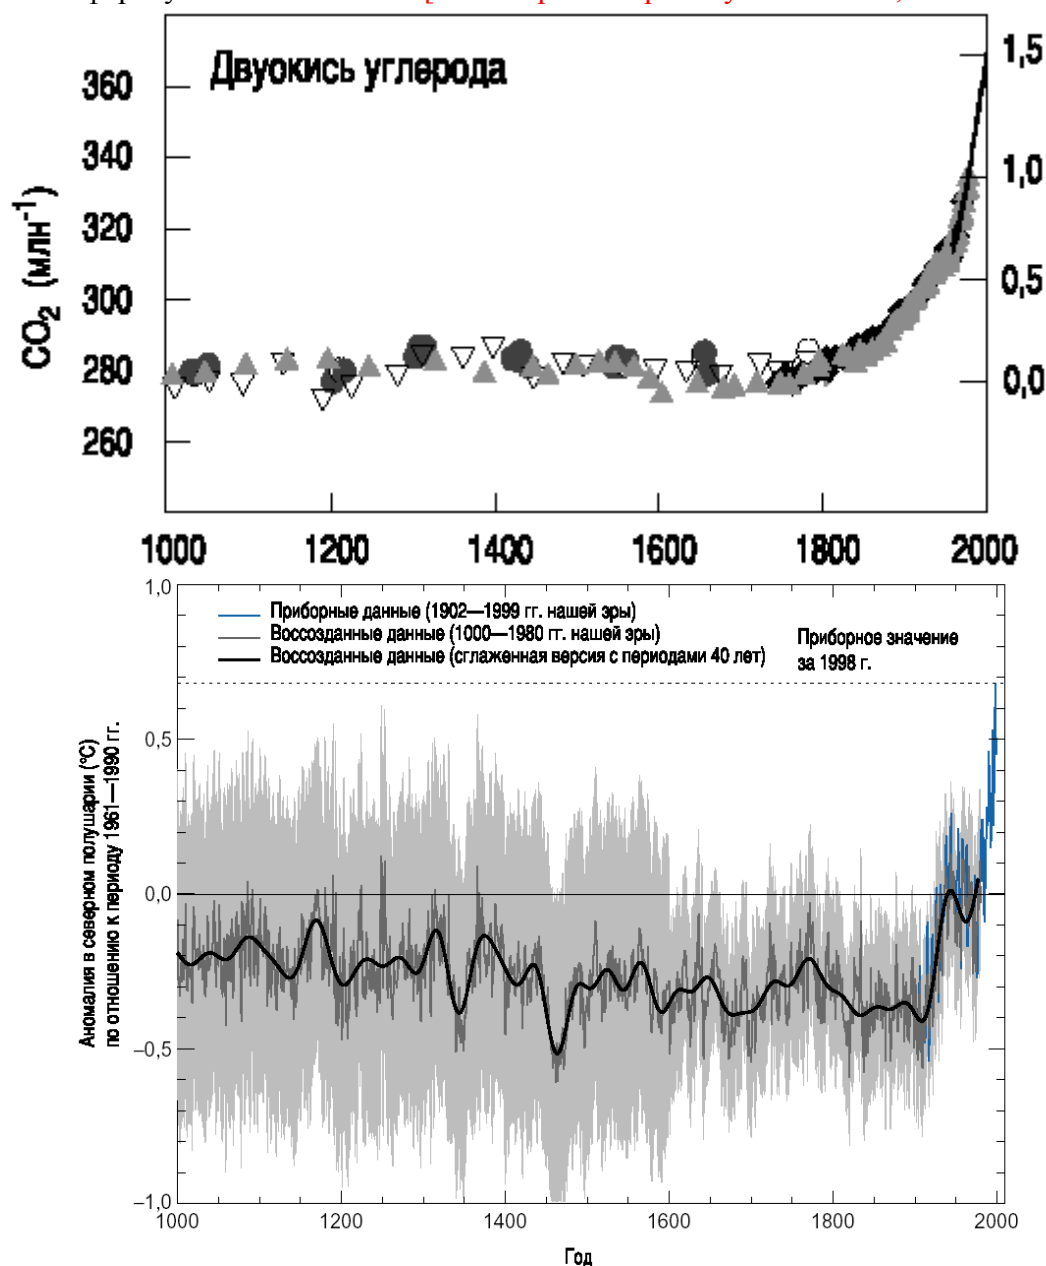 Двуокись углерода
CO₂ (млн⁻¹)
360
340
320
300
280
260
1,5
1,0
0,5
0,0
1000 1200 1400 1600 1800 2000
1,0
0,5
0,0
−0,5
−1,0
Приборные данные (1902—1999 гг. нашей эры)
Воссозданные данные (1000—1980 гг. нашей эры)
Воссозданные данные (сглаженная версия с периодами 40 лет)
Приборное значение
за 1998 г.
Аномалия в северном полушарии (°C)
по отношению к периоду 1961—1990 гг.
1000 1200 1400 1600 1800 2000
Год